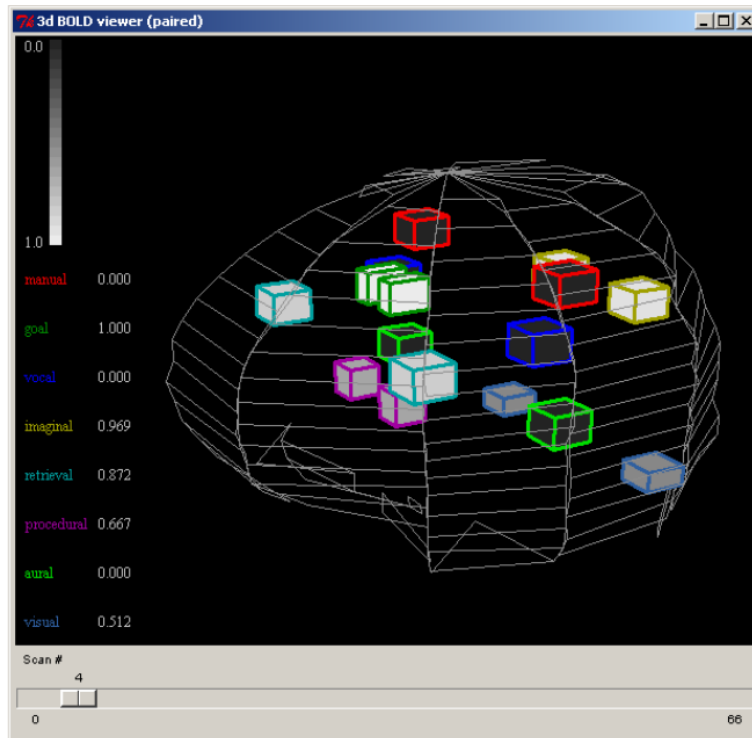 3d BOLD viewer (paired)
0.0
1.0
manual 0.000
goal 1.000
vocal 0.000
imaginal 0.969
retrieval 0.872
procedural 0.667
aural 0.000
visual 0.512
Scan #
4
0 66